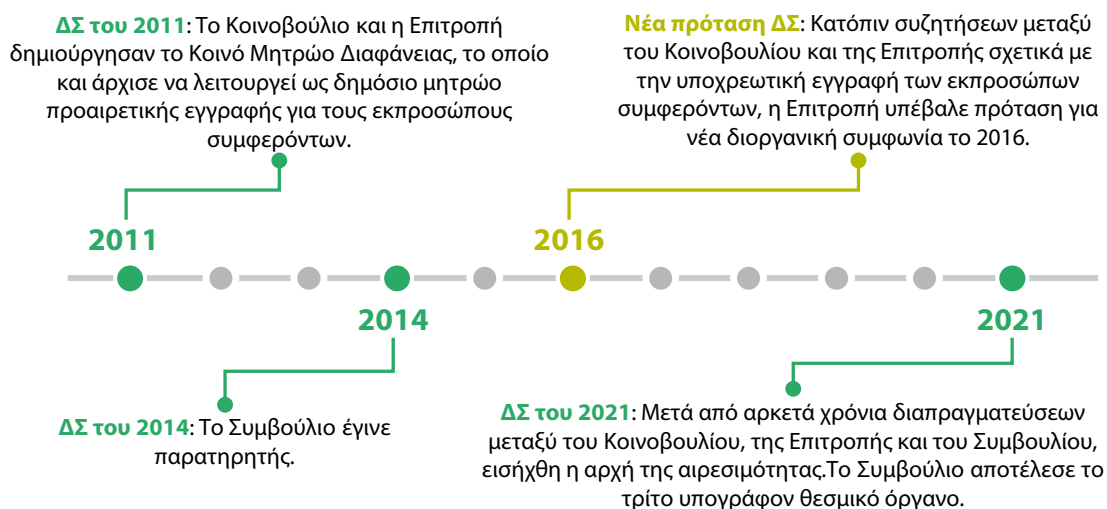 ΔΣ του 2011: Το Κοινοβούλιο και η Επιτροπή
δημιούργησαν το Κοινό Μητρώο Διαφάνειας, το οποίο
και άρχισε να λειτουργεί ως δημόσιο μητρώο
προαιρετικής εγγραφής για τους εκπροσώπους
συμφερόντων.
Νέα πρόταση ΔΣ: Κατόπιν συζητήσεων μεταξύ
του Κοινοβουλίου και της Επιτροπής σχετικά με
την υποχρεωτική εγγραφή των εκπροσώπων
συμφερόντων, η Επιτροπή υπέβαλε πρόταση για
νέα διοργανική συμφωνία το 2016.
2011
2016
2014
2021
ΔΣ του 2014: Το Συμβούλιο έγινε
παρατηρητής.
ΔΣ του 2021: Μετά από αρκετά χρόνια διαπραγματεύσεων
μεταξύ του Κοινοβουλίου, της Επιτροπής και του Συμβουλίου,
εισήχθη η αρχή της αιρεσιμότητας.Το Συμβούλιο αποτέλεσε το
τρίτο υπογράφον θεσμικό όργανο.